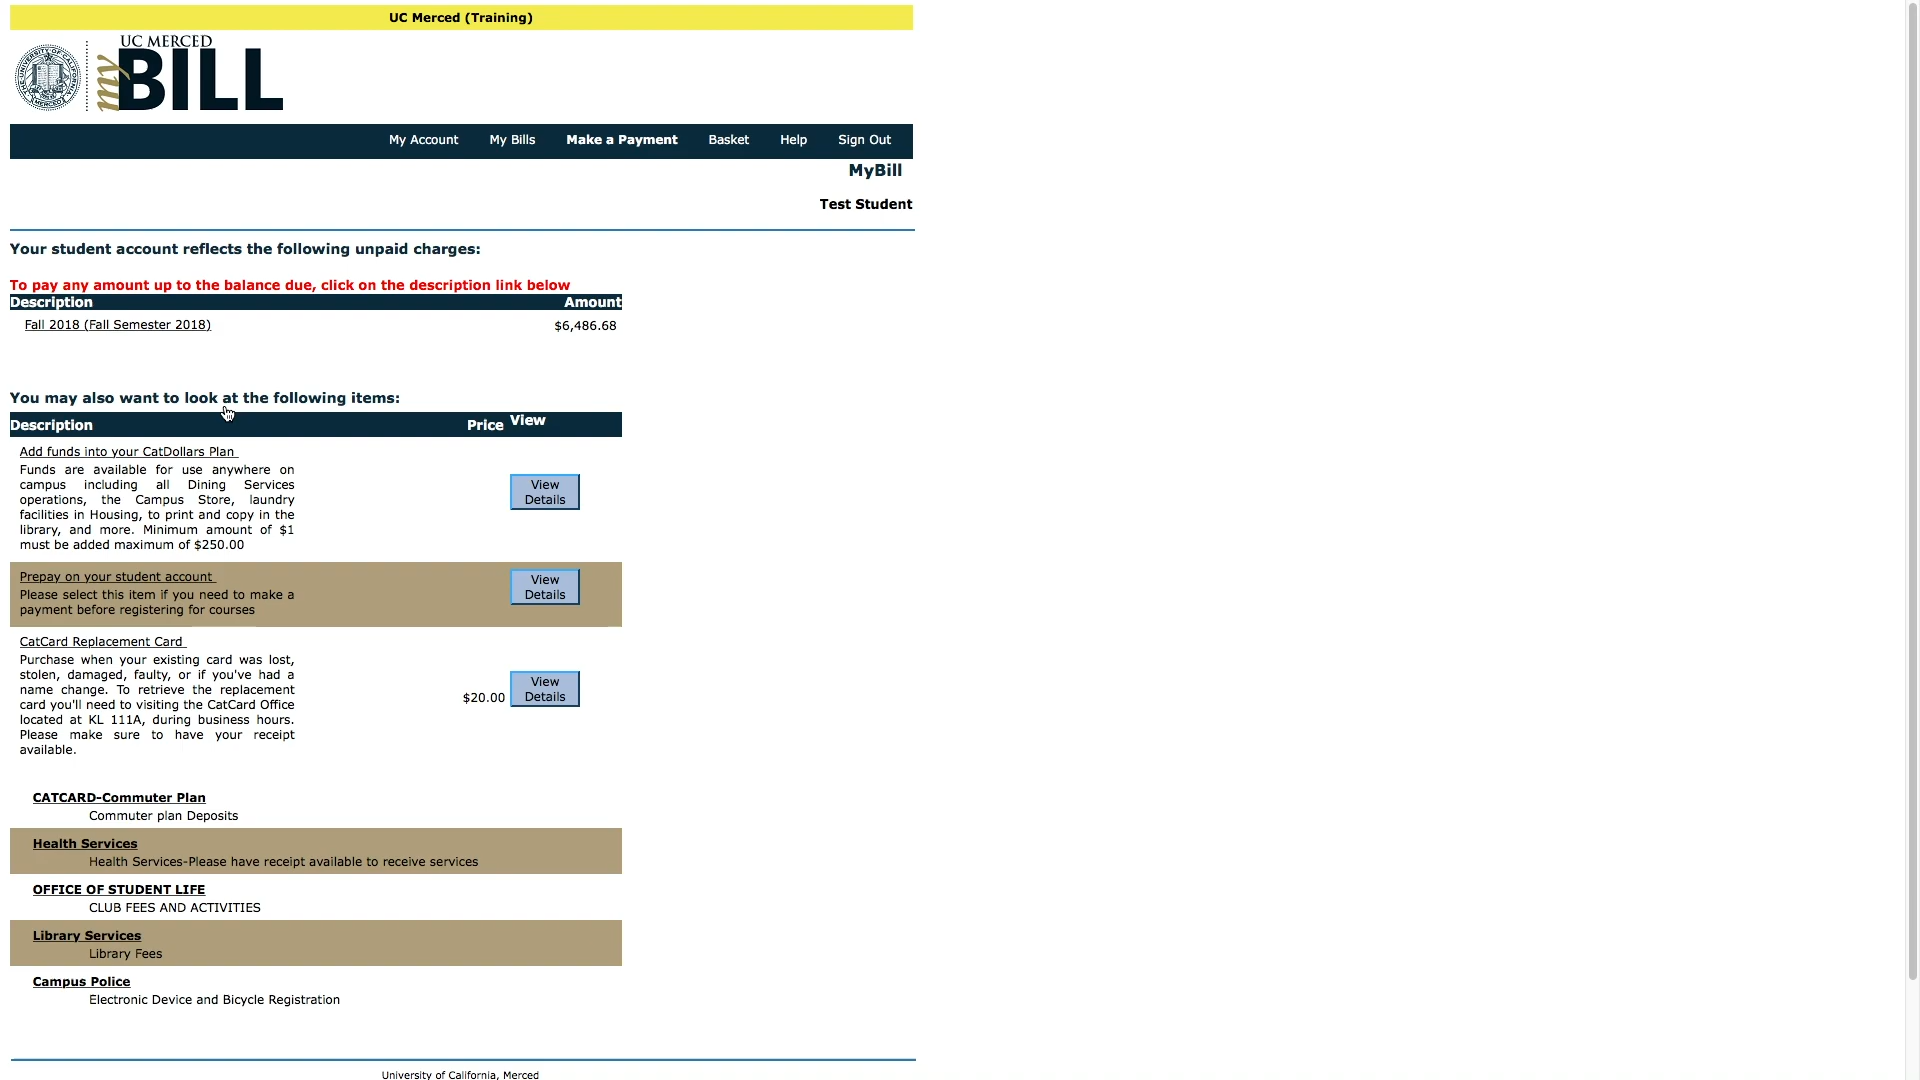 UC Merced (Training)
UC MERCED
my BILL
My Account My Bills Make a Payment Basket Help Sign Out
MyBill
Test Student
Your student account reflects the following unpaid charges:
To pay any amount up to the balance due, click on the description link below
Description Amount
Fall 2018 (Fall Semester 2018) $6,486.68
You may also want to look at the following items:
Description Price View
Add funds into your CatDollars Plan
Funds are available for use anywhere on
campus including all Dining Services
operations, the Campus Store, laundry
facilities in Housing, to print and copy in the
library, and more. Minimum amount of $1
must be added maximum of $250.00
View
Details
Prepay on your student account
Please select this item if you need to make a
payment before registering for courses
View
Details
CatCard Replacement Card
Purchase when your existing card was lost,
stolen, damaged, faulty, or if you've had a
name change. To retrieve the replacement
card you'll need to visiting the CatCard Office
located at KL 111A, during business hours.
Please make sure to have your receipt
available.
$20.00
View
Details
CATCARD-Commuter Plan
Commuter plan Deposits
Health Services
Health Services-Please have receipt available to receive services
OFFICE OF STUDENT LIFE
CLUB FEES AND ACTIVITIES
Library Services
Library Fees
Campus Police
Electronic Device and Bicycle Registration
University of California, Merced